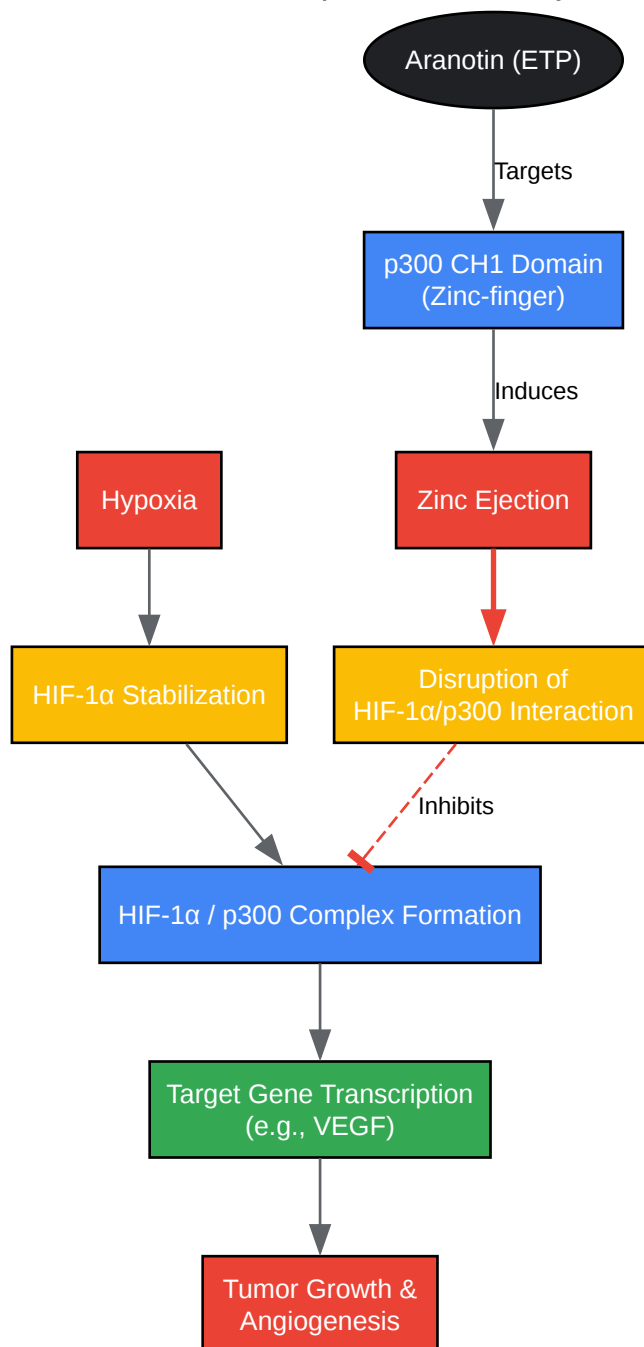 Aranotin (ETP)
Targets
p300 CH1 Domain
(Zinc-finger)
Induces
Hypoxia
Zinc Ejection
HIF-1α Stabilization
Disruption of
HIF-1α/p300 Interaction
Inhibits
HIF-1α / p300 Complex Formation
Target Gene Transcription
(e.g., VEGF)
Tumor Growth &
Angiogenesis